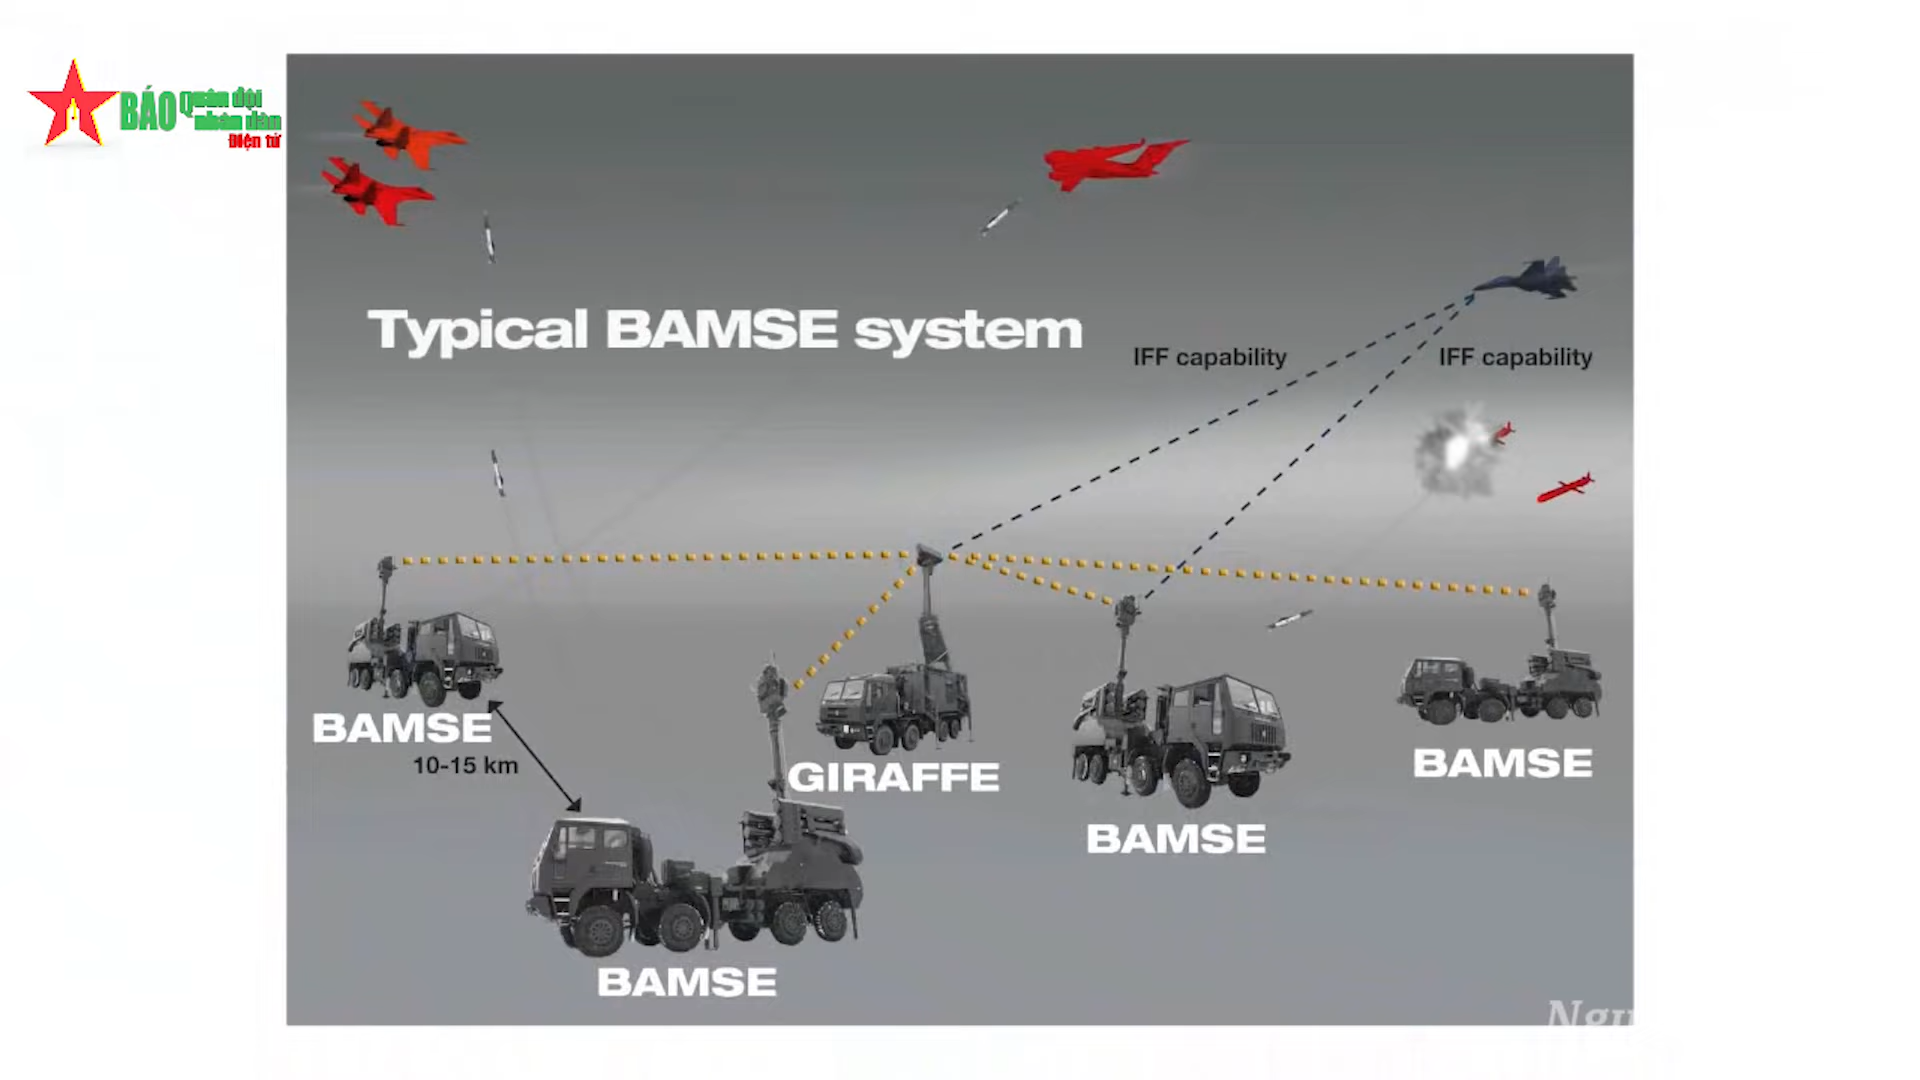 BÁO Quân đội
nhân dân
Điện tử
Typical BAMSE system
IFF capability
IFF capability
BAMSE
10-15 km
GIRAFFE
BAMSE
BAMSE
BAMSE